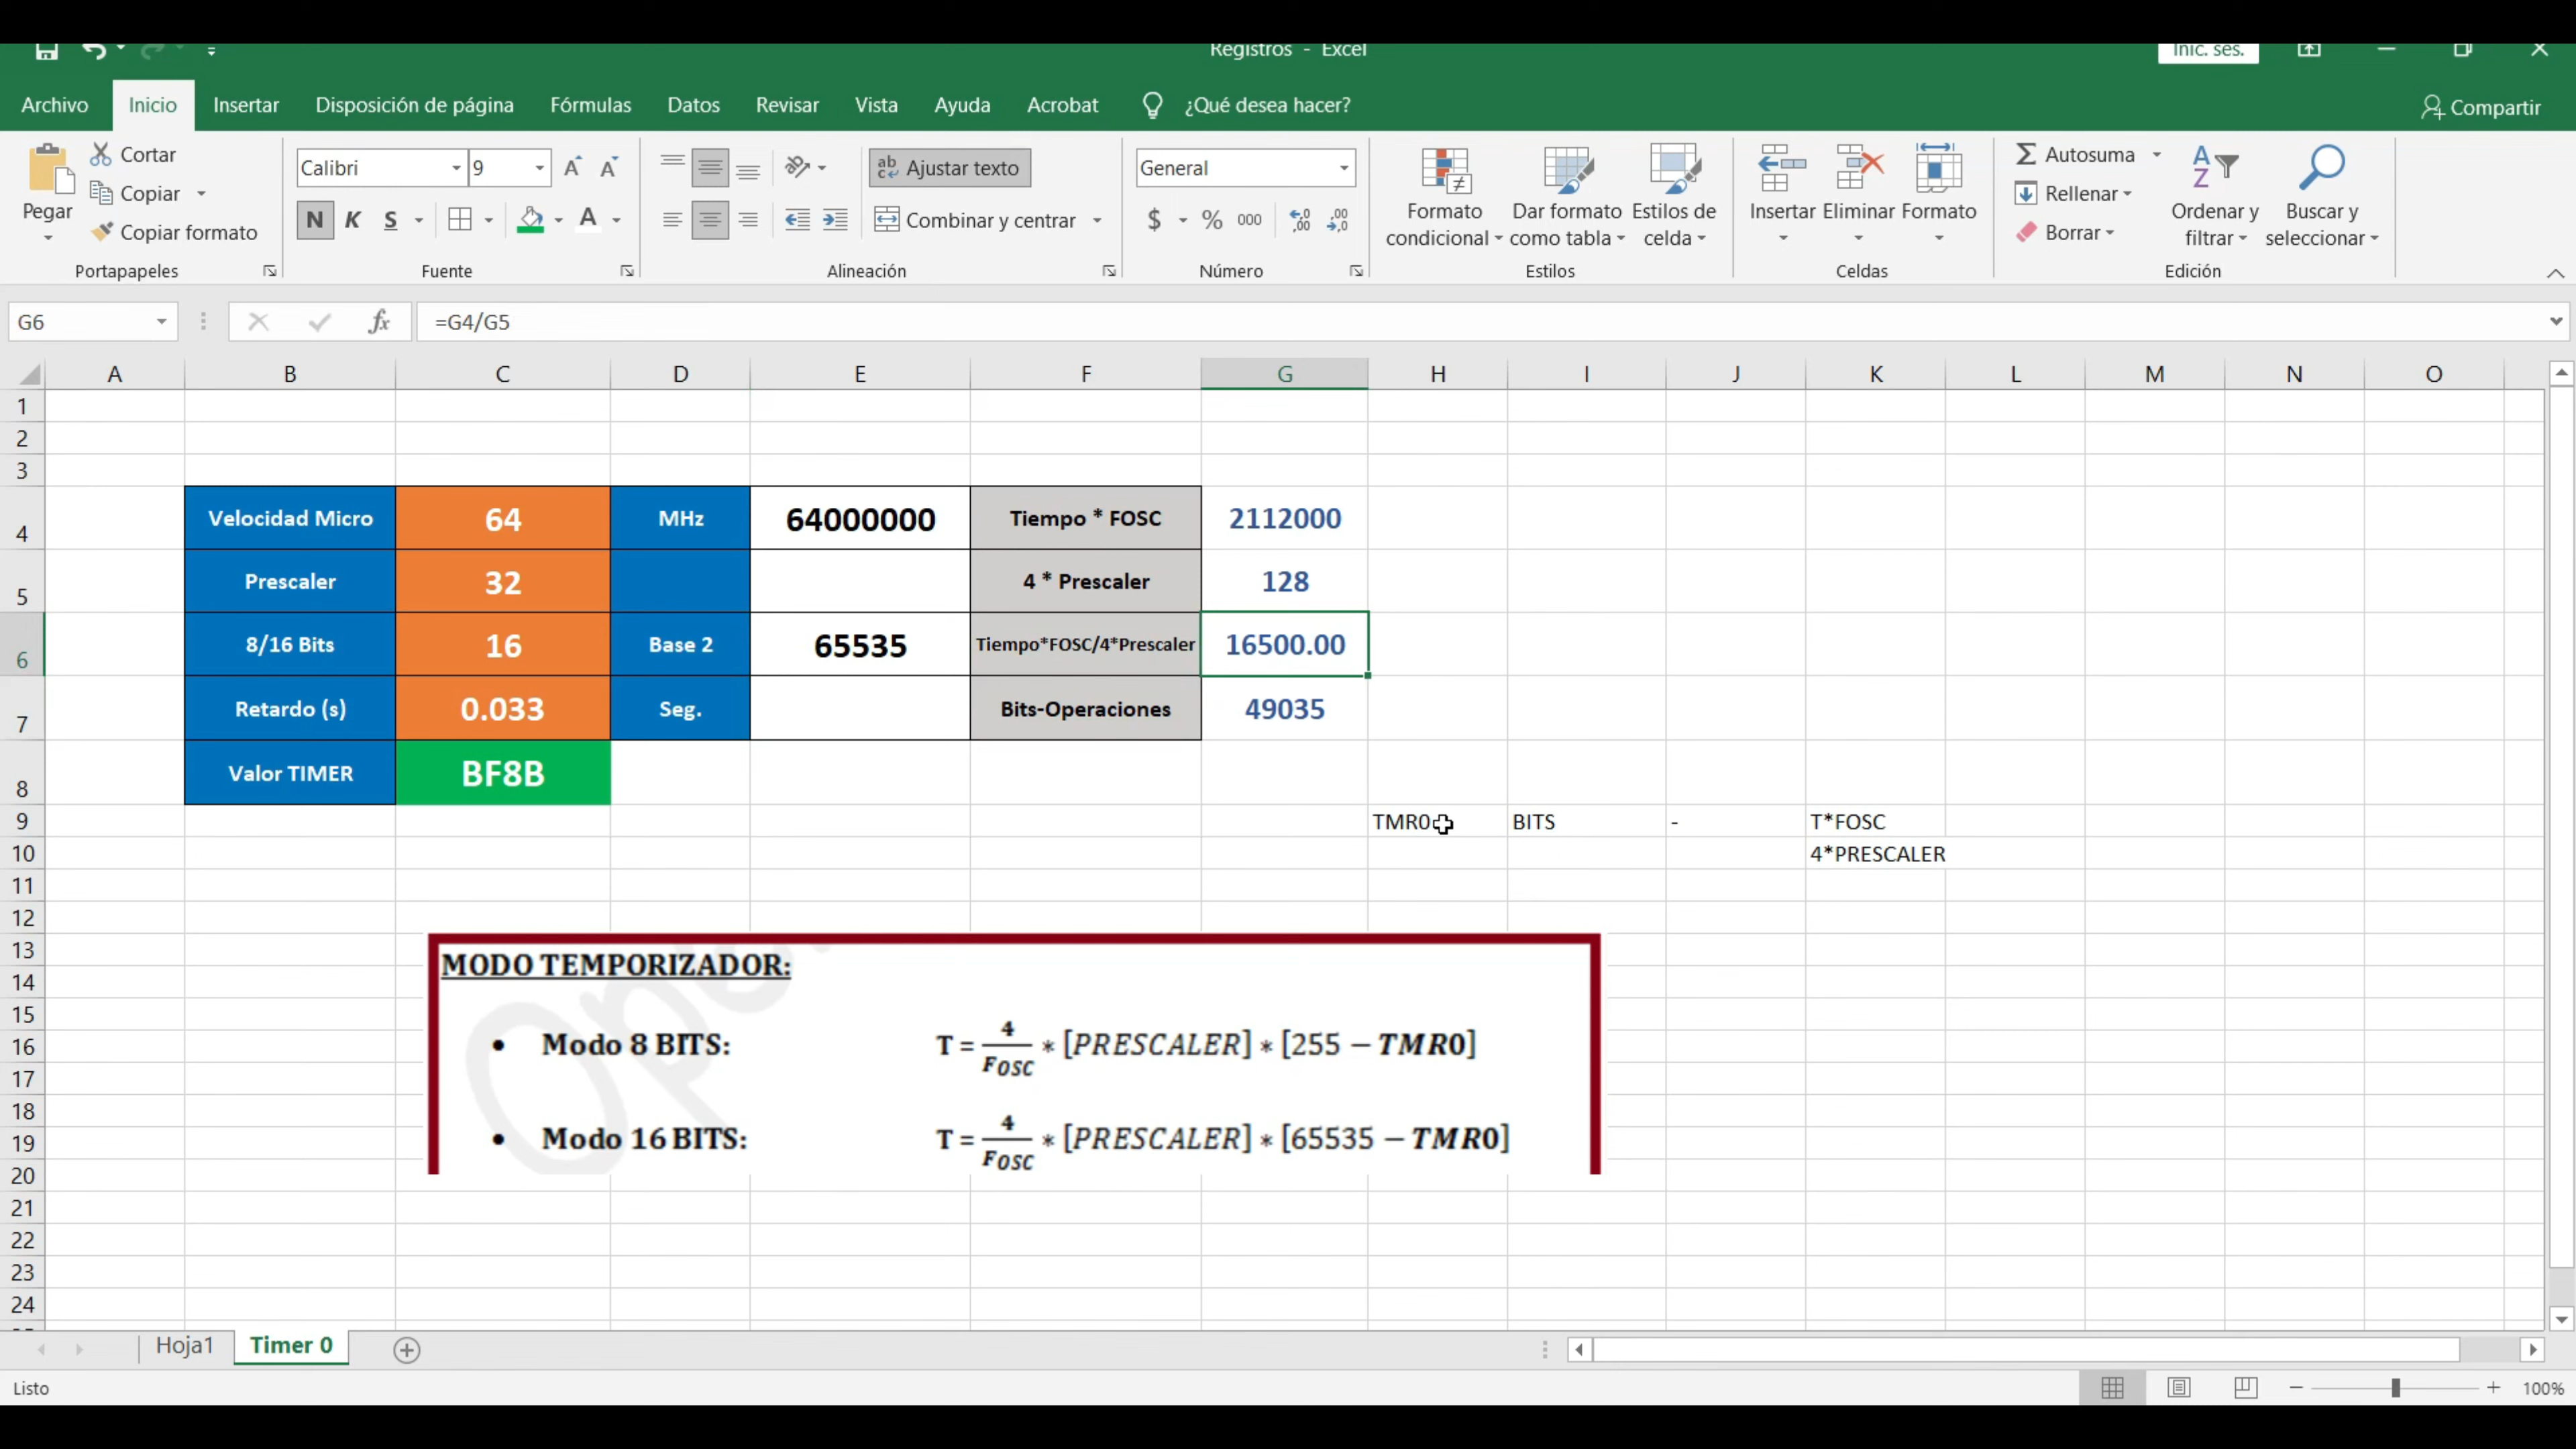 Registros - Excel
Inic. ses.
Archivo Inicio Insertar Disposición de página Fórmulas Datos Revisar Vista Ayuda Acrobat ¿Qué desea hacer? Compartir
Pegar
Cortar
Copiar
Copiar formato
Portapapeles
Calibri 9
N K S
Fuente
Ajustar texto
Combinar y centrar
Alineación
General
$ % 000
Número
Formato condicional
Dar formato como tabla
Estilos de celda
Estilos
Insertar Eliminar Formato
Celdas
Autosuma
Rellenar
Borrar
Ordenar y filtrar
Buscar y seleccionar
Edición
G6 fx =G4/G5
A B C D E F G H I J K L M N O
1
2
3
4 Velocidad Micro 64 MHz 64000000 Tiempo * FOSC 2112000
5 Prescaler 32 4 * Prescaler 128
6 8/16 Bits 16 Base 2 65535 Tiempo*FOSC/4*Prescaler 16500.00
7 Retardo (s) 0.033 Seg. Bits-Operaciones 49035
8 Valor TIMER BF8B
9 TMR0 BITS - T*FOSC
10 4*PRESCALER
11
12
13
14
15
16
17
18
19
20
21
22
23
24
MODO TEMPORIZADOR:
• Modo 8 BITS: T = 4/FOSC * [PRESCALER] * [255 − TMR0]
• Modo 16 BITS: T = 4/FOSC * [PRESCALER] * [65535 − TMR0]
Hoja1 Timer 0
Listo 100%